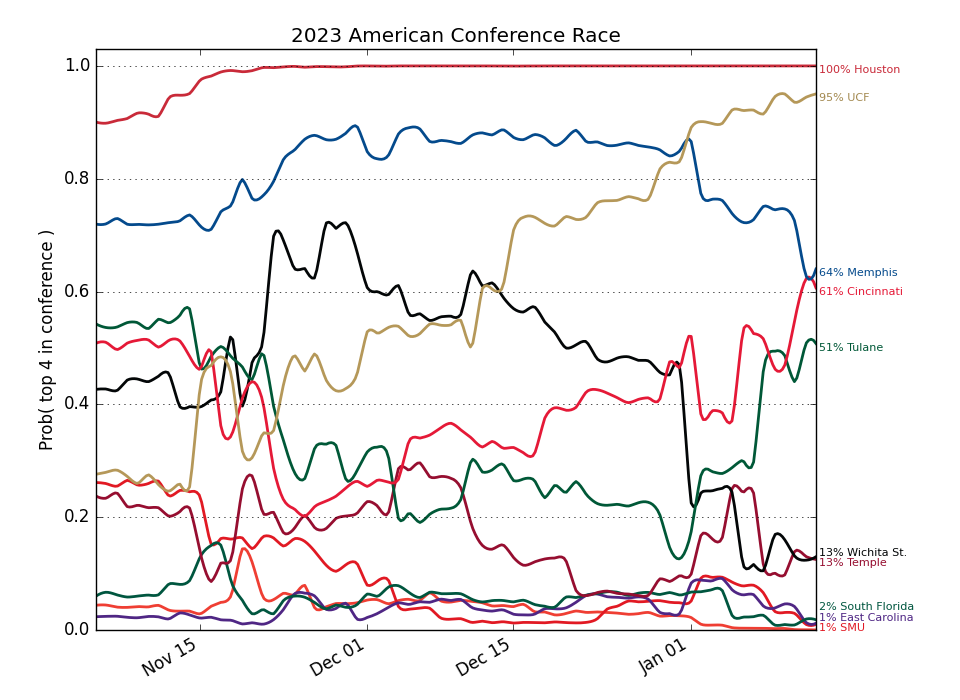 2023 American Conference Race
Prob( top 4 in conference )
1.0
0.8
0.6
0.4
0.2
0.0
Nov 15
Dec 01
Dec 15
Jan 01
100% Houston
95% UCF
64% Memphis
61% Cincinnati
51% Tulane
13% Wichita St.
13% Temple
2% South Florida
1% East Carolina
1% SMU